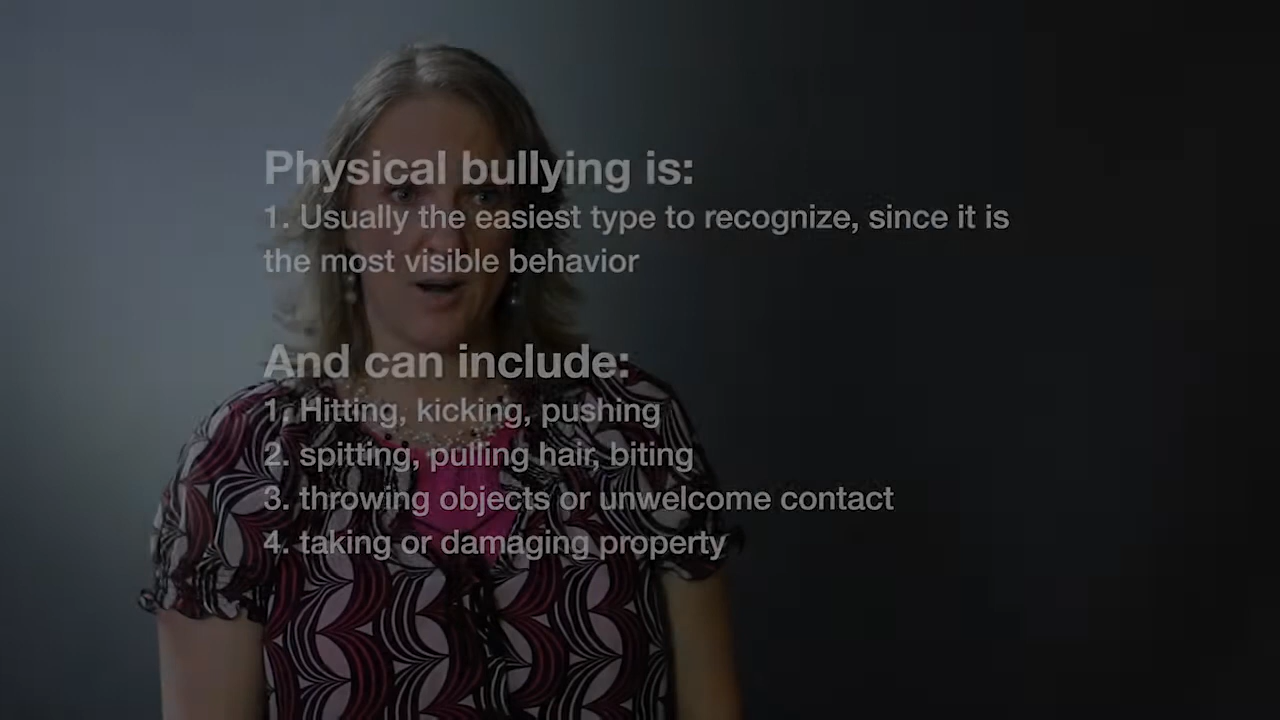 Physical bullying is:
1. Usually the easiest type to recognize, since it is
the most visible behavior
And can include:
1. Hitting, kicking, pushing
2. spitting, pulling hair, biting
3. throwing objects or unwelcome contact
4. taking or damaging property